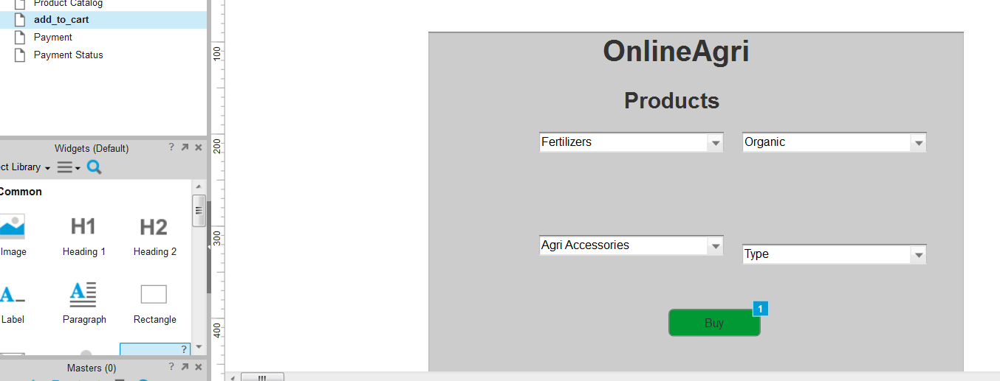 Product Catalog
add_to_cart
Payment
Payment Status
Widgets (Default)
?
ct Library
Common
Image
H1
Heading 1
H2
Heading 2
A
Label
A
Paragraph
Rectangle
?
Masters (0)
?
100
200
300
400
OnlineAgri
Products
Fertilizers
Organic
Agri Accessories
Type
Buy
1